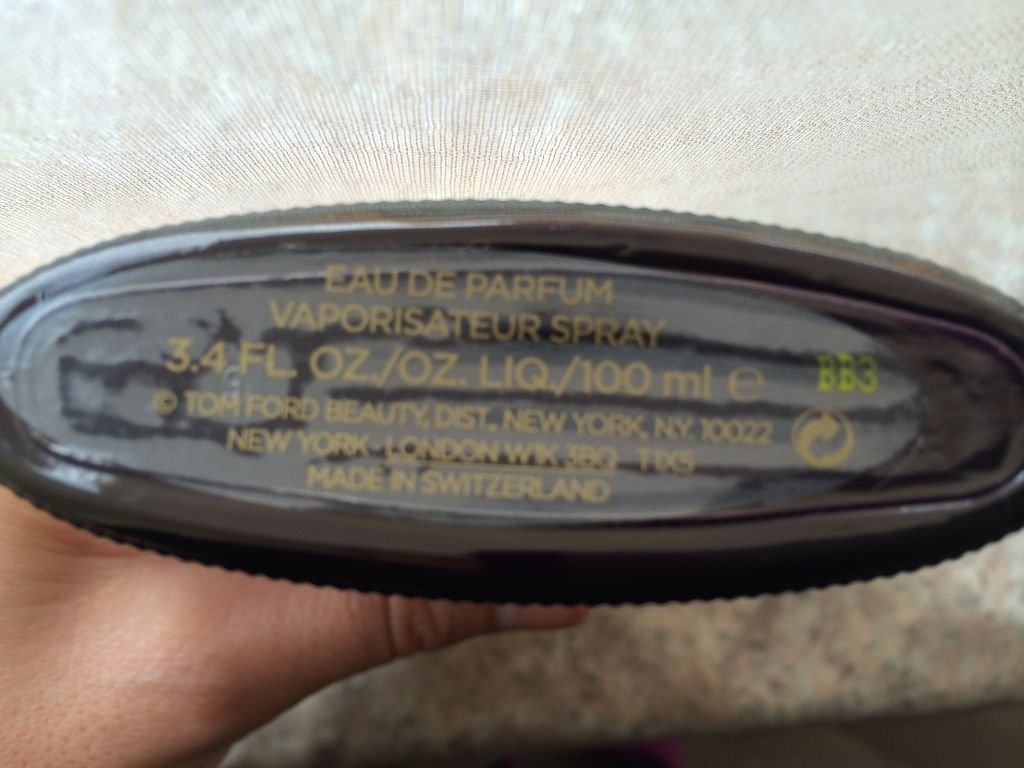 EAU DE PARFUM
VAPORISATEUR SPRAY
3.4 FL. OZ./OZ. LIQ./100 ml ℮
BB3
© TOM FORD BEAUTY, DIST. NEW YORK, N.Y. 10022
NEW YORK - LONDON W1K 3BQ T1X5
MADE IN SWITZERLAND